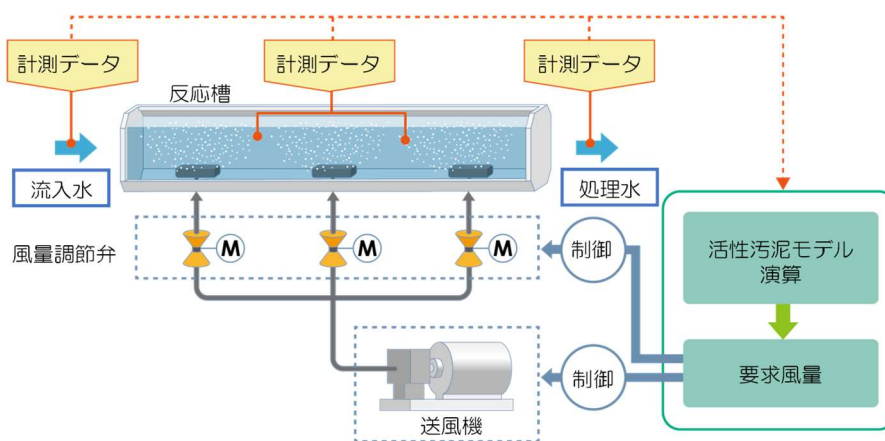 計測データ
計測データ
計測データ
反応槽
流入水
処理水
風量調節弁
M
M
M
制御
活性汚泥モデル
演算
制御
要求風量
送風機